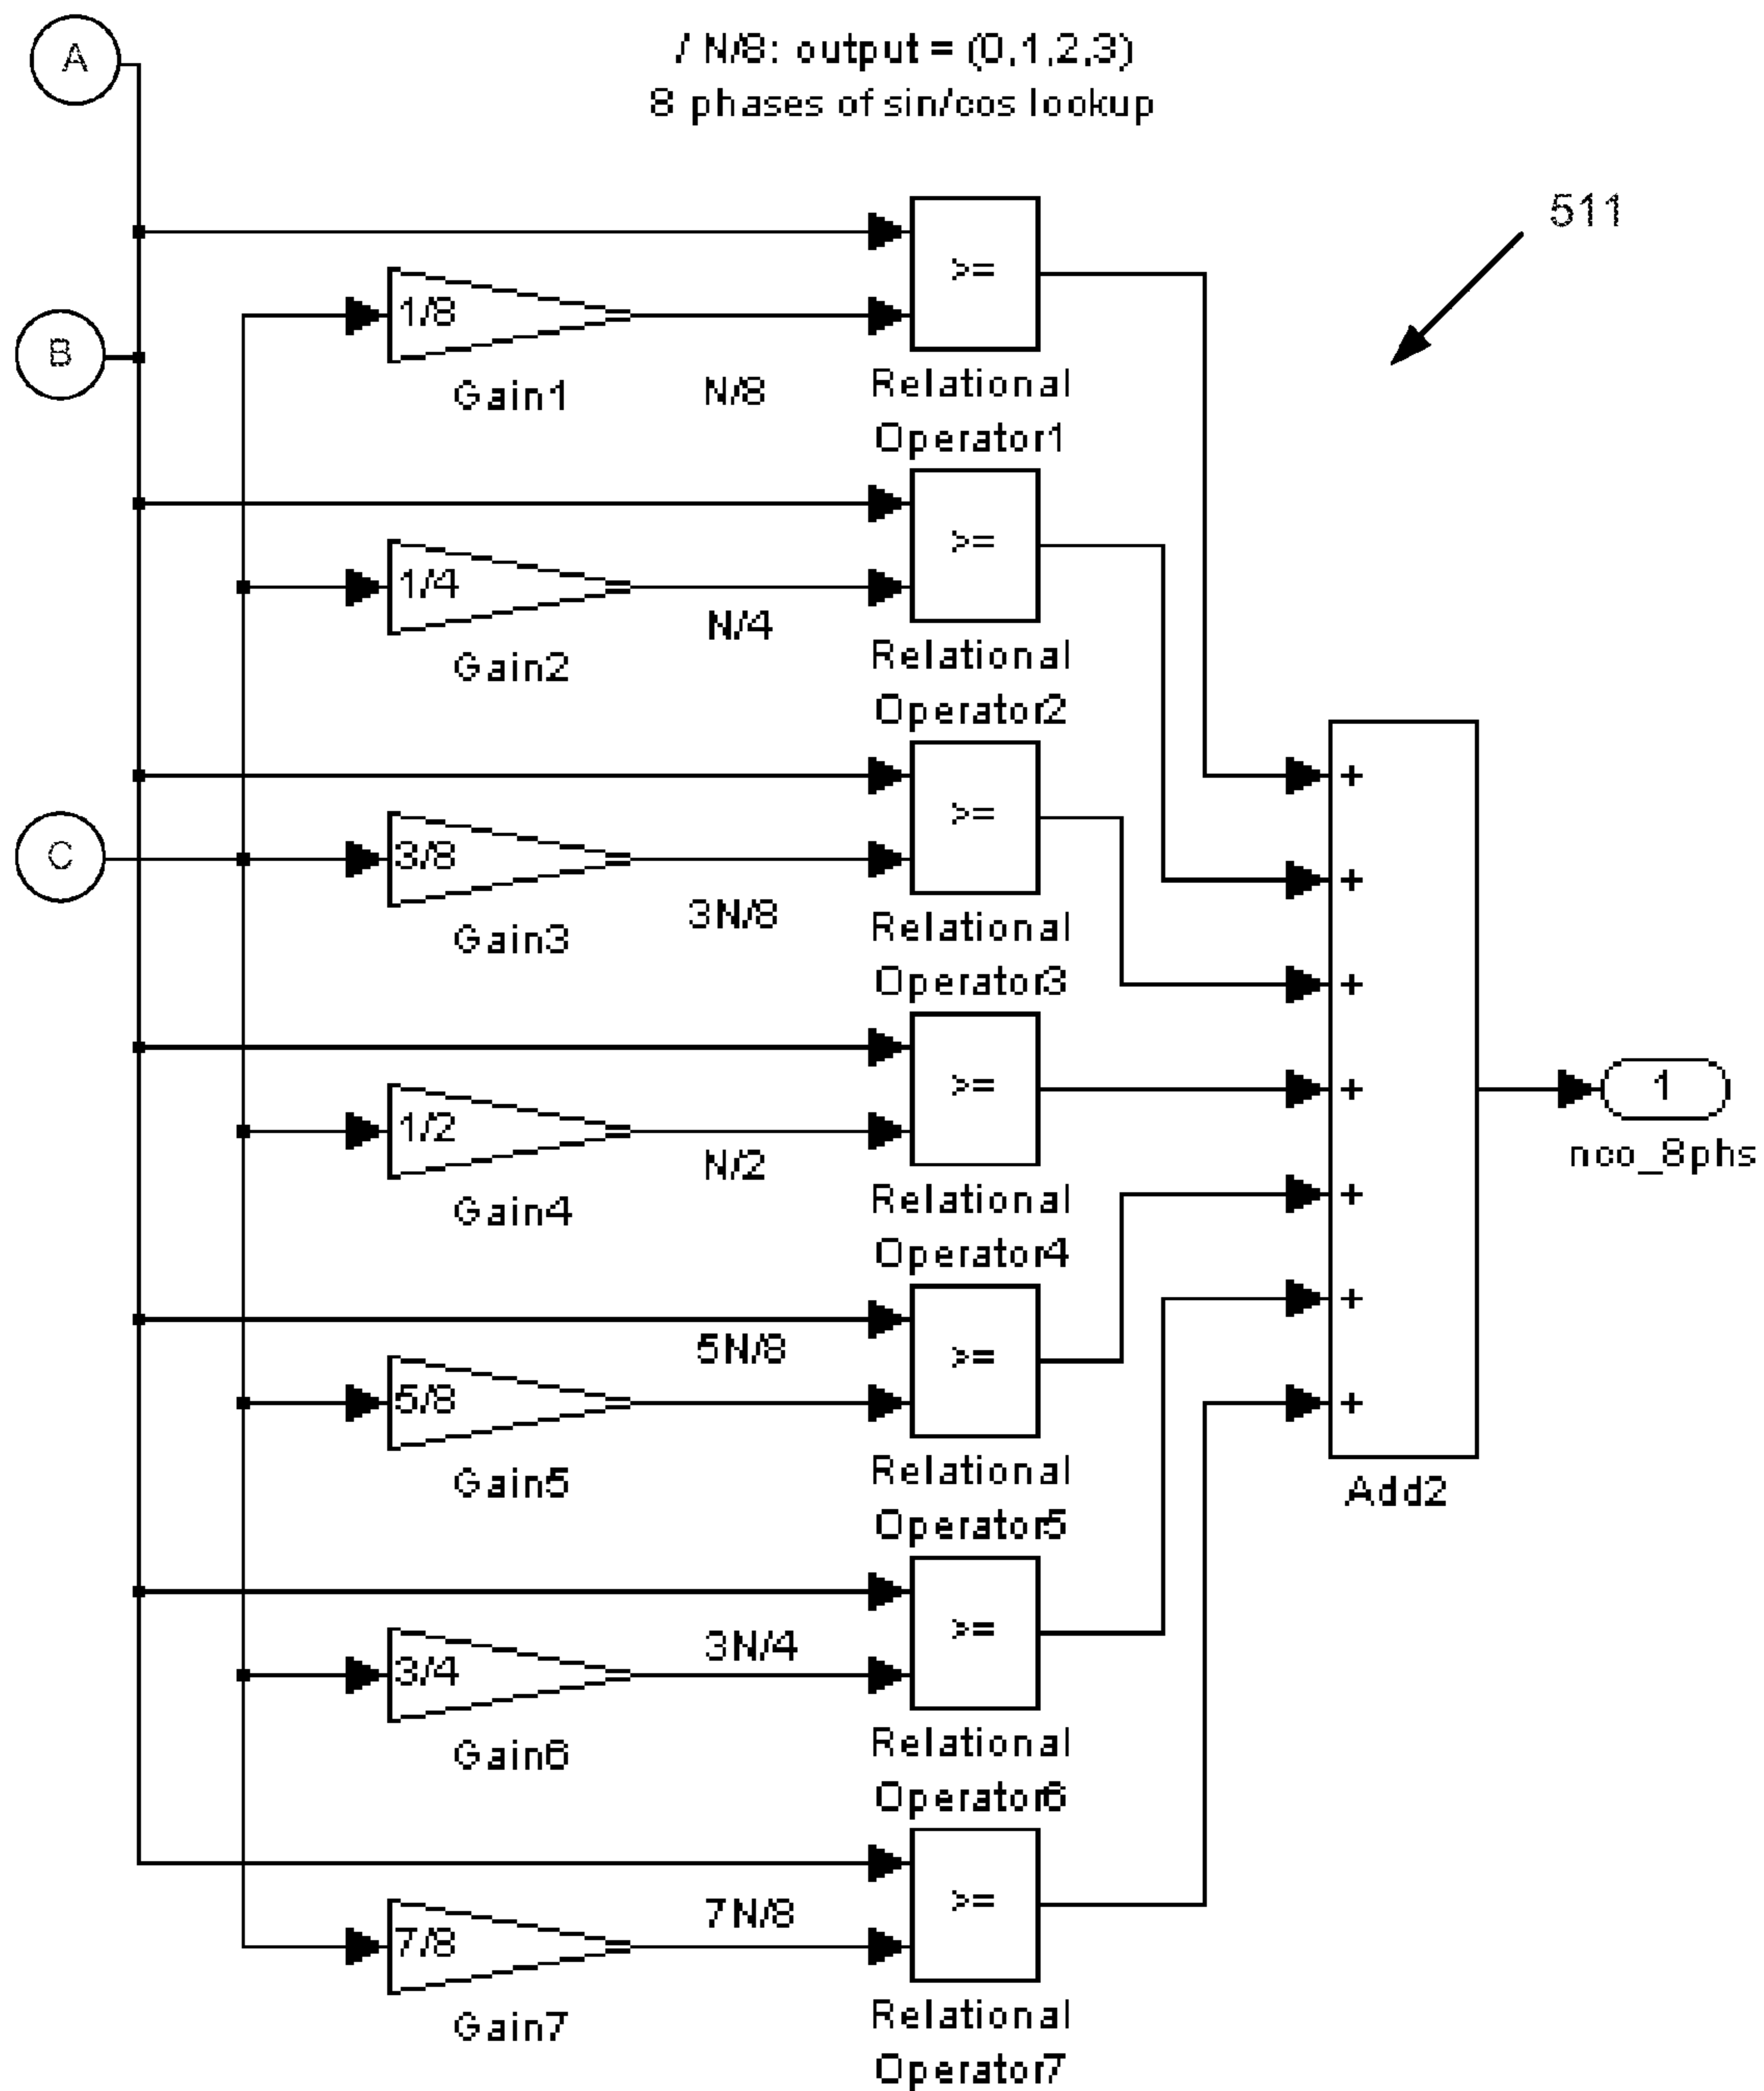 A
/ N/8: output = (0,1,2,3)
8 phases of sin/cos lookup
511
>=
1/8
B
Gain1
N/8
Relational
Operator1
>=
1/4
N/4
Gain2
Relational
Operator2
+
>=
C
3/8
+
3N/8
Gain3
Relational
Operator3
+
>=
+
1
1/2
nco_8phs
N/2
Gain4
Relational
Operator4
+
+
5N/8
>=
5/8
+
Gain5
Relational
Operator5
Add2
>=
3N/4
3/4
Gain6
Relational
Operator6
>=
7N/8
7/8
Gain7
Relational
Operator7